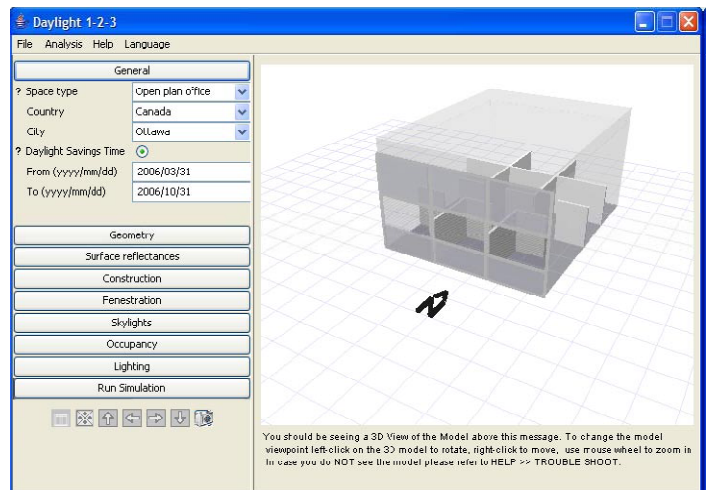 Daylight 1-2-3
File Analysis Help Language
General
? Space type Open plan office
Country Canada
City Ottawa
? Daylight Savings Time
From (yyyy/mm/dd) 2006/03/31
To (yyyy/mm/dd) 2006/10/31
Geometry
Surface reflectances
Construction
Fenestration
Skylights
Occupancy
Lighting
Run Simulation
N
You should be seeing a 3D View of the Model above this message. To change the model
viewpoint left-click on the 3D model to rotate, right-click to move, use mouse wheel to zoom in
In case you do NOT see the model please refer to HELP >> TROUBLE SHOOT.